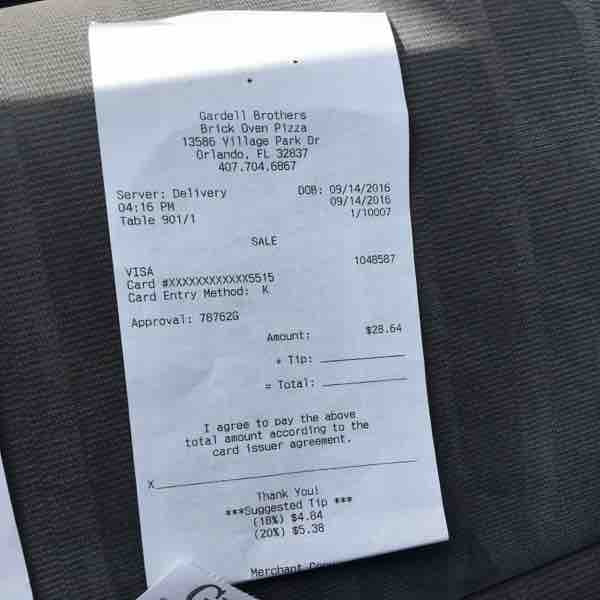 Gardell Brothers
Brick Oven Pizza
13586 Village Park Dr
Orlando, FL 32837
407.704.6867
Server: Delivery DOB: 09/14/2016
04:16 PM 09/14/2016
Table 901/1 1/10007
SALE
VISA 1048587
Card #XXXXXXXXXXXX5515
Card Entry Method: K
Approval: 78762G
Amount: $28.64
+ Tip:
= Total:
I agree to pay the above
total amount according to the
card issuer agreement.
X
Thank You!
***Suggested Tip ***
(18%) $4.84
(20%) $5.38
Merchant